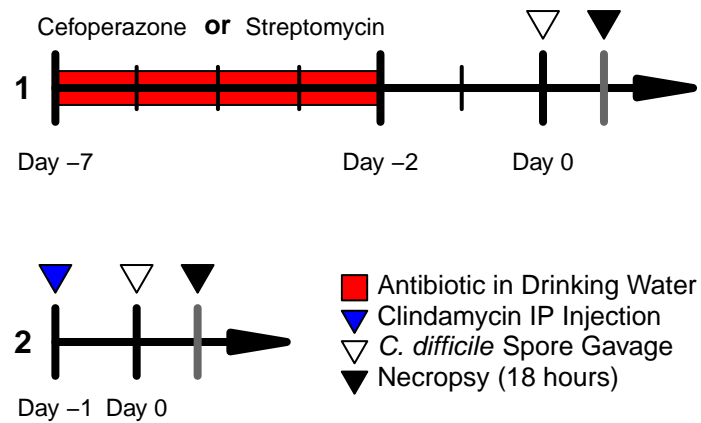 Cefoperazone or Streptomycin
1
Day −7 Day −2 Day 0
2
Day −1 Day 0
Antibiotic in Drinking Water
Clindamycin IP Injection
C. difficile Spore Gavage
Necropsy (18 hours)